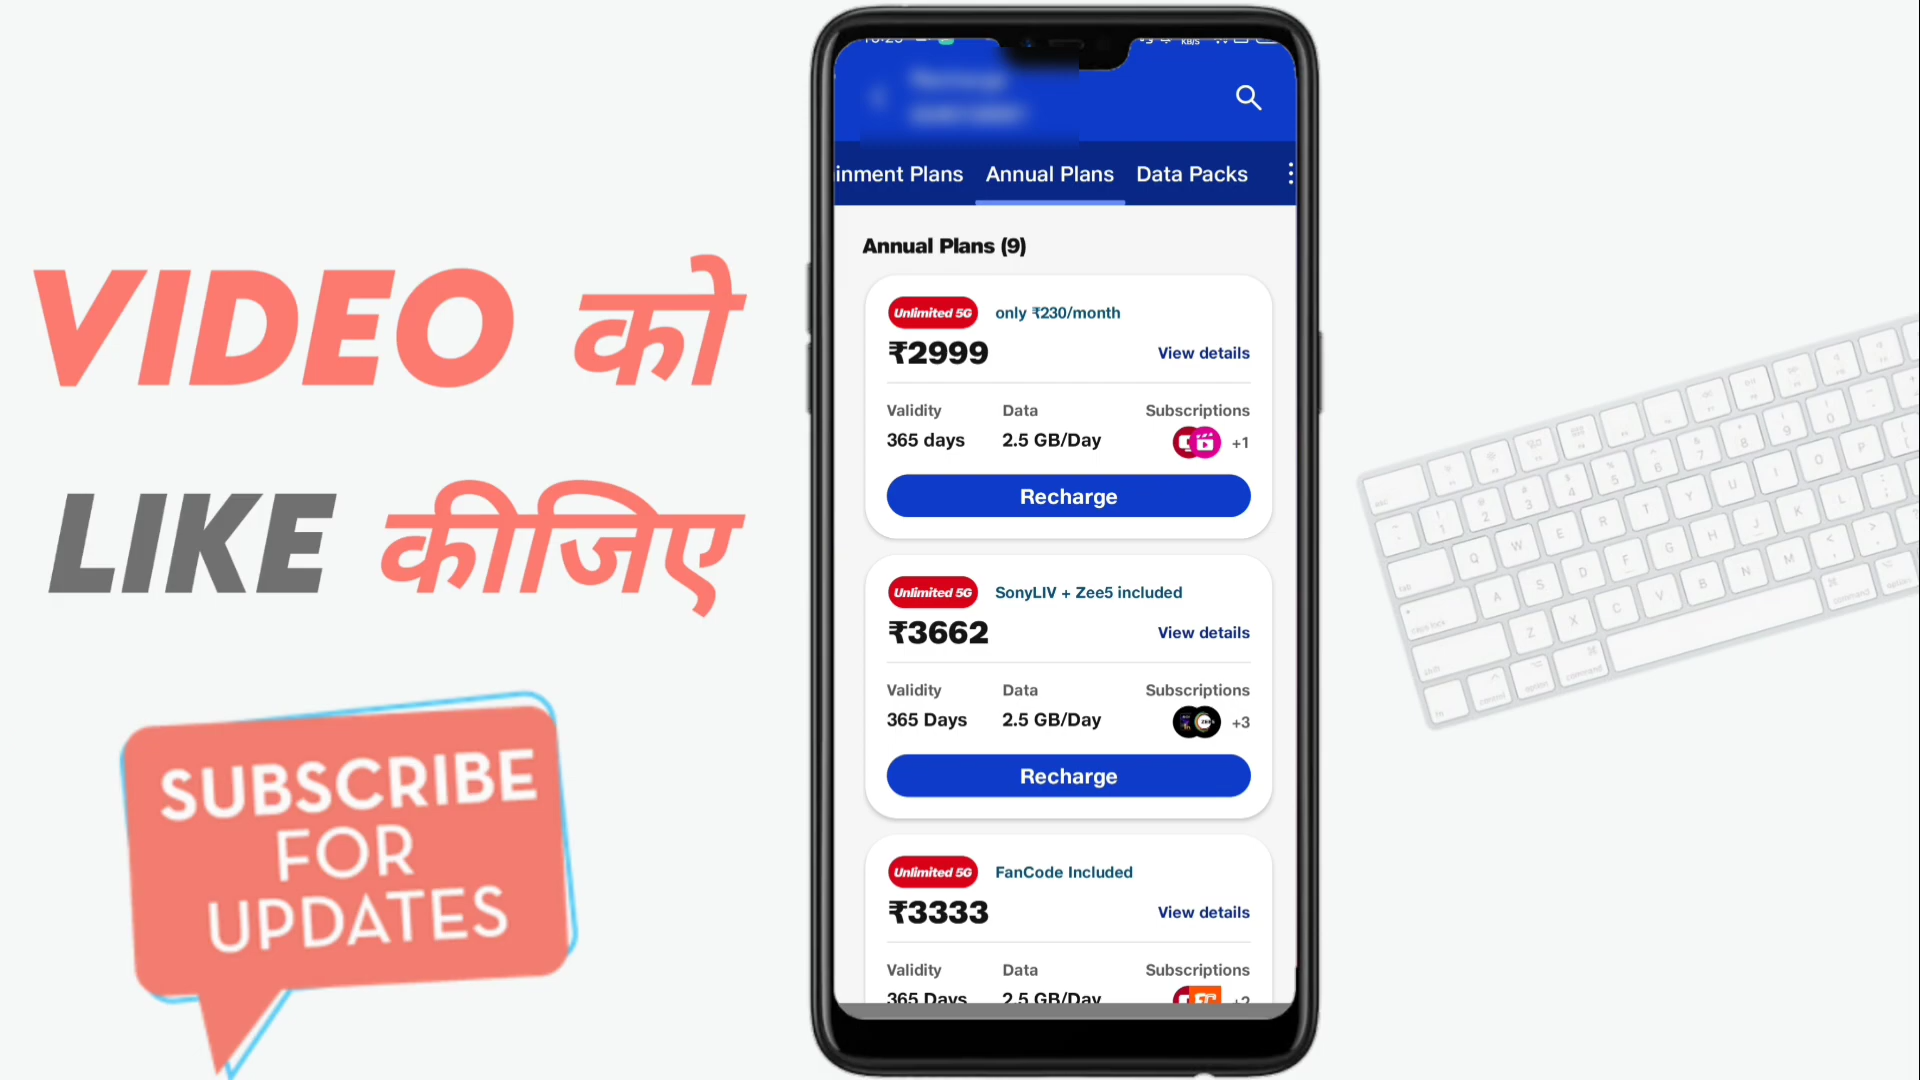 VIDEO को
LIKE कीजिए
SUBSCRIBE
FOR
UPDATES
KB/S
inment Plans Annual Plans Data Packs
Annual Plans (9)
Unlimited 5G only ₹230/month
₹2999 View details
Validity Data Subscriptions
365 days 2.5 GB/Day +1
Recharge
Unlimited 5G SonyLIV + Zee5 included
₹3662 View details
Validity Data Subscriptions
365 Days 2.5 GB/Day +3
Recharge
Unlimited 5G FanCode Included
₹3333 View details
Validity Data Subscriptions
365 Days 2.5 GB/Day +2